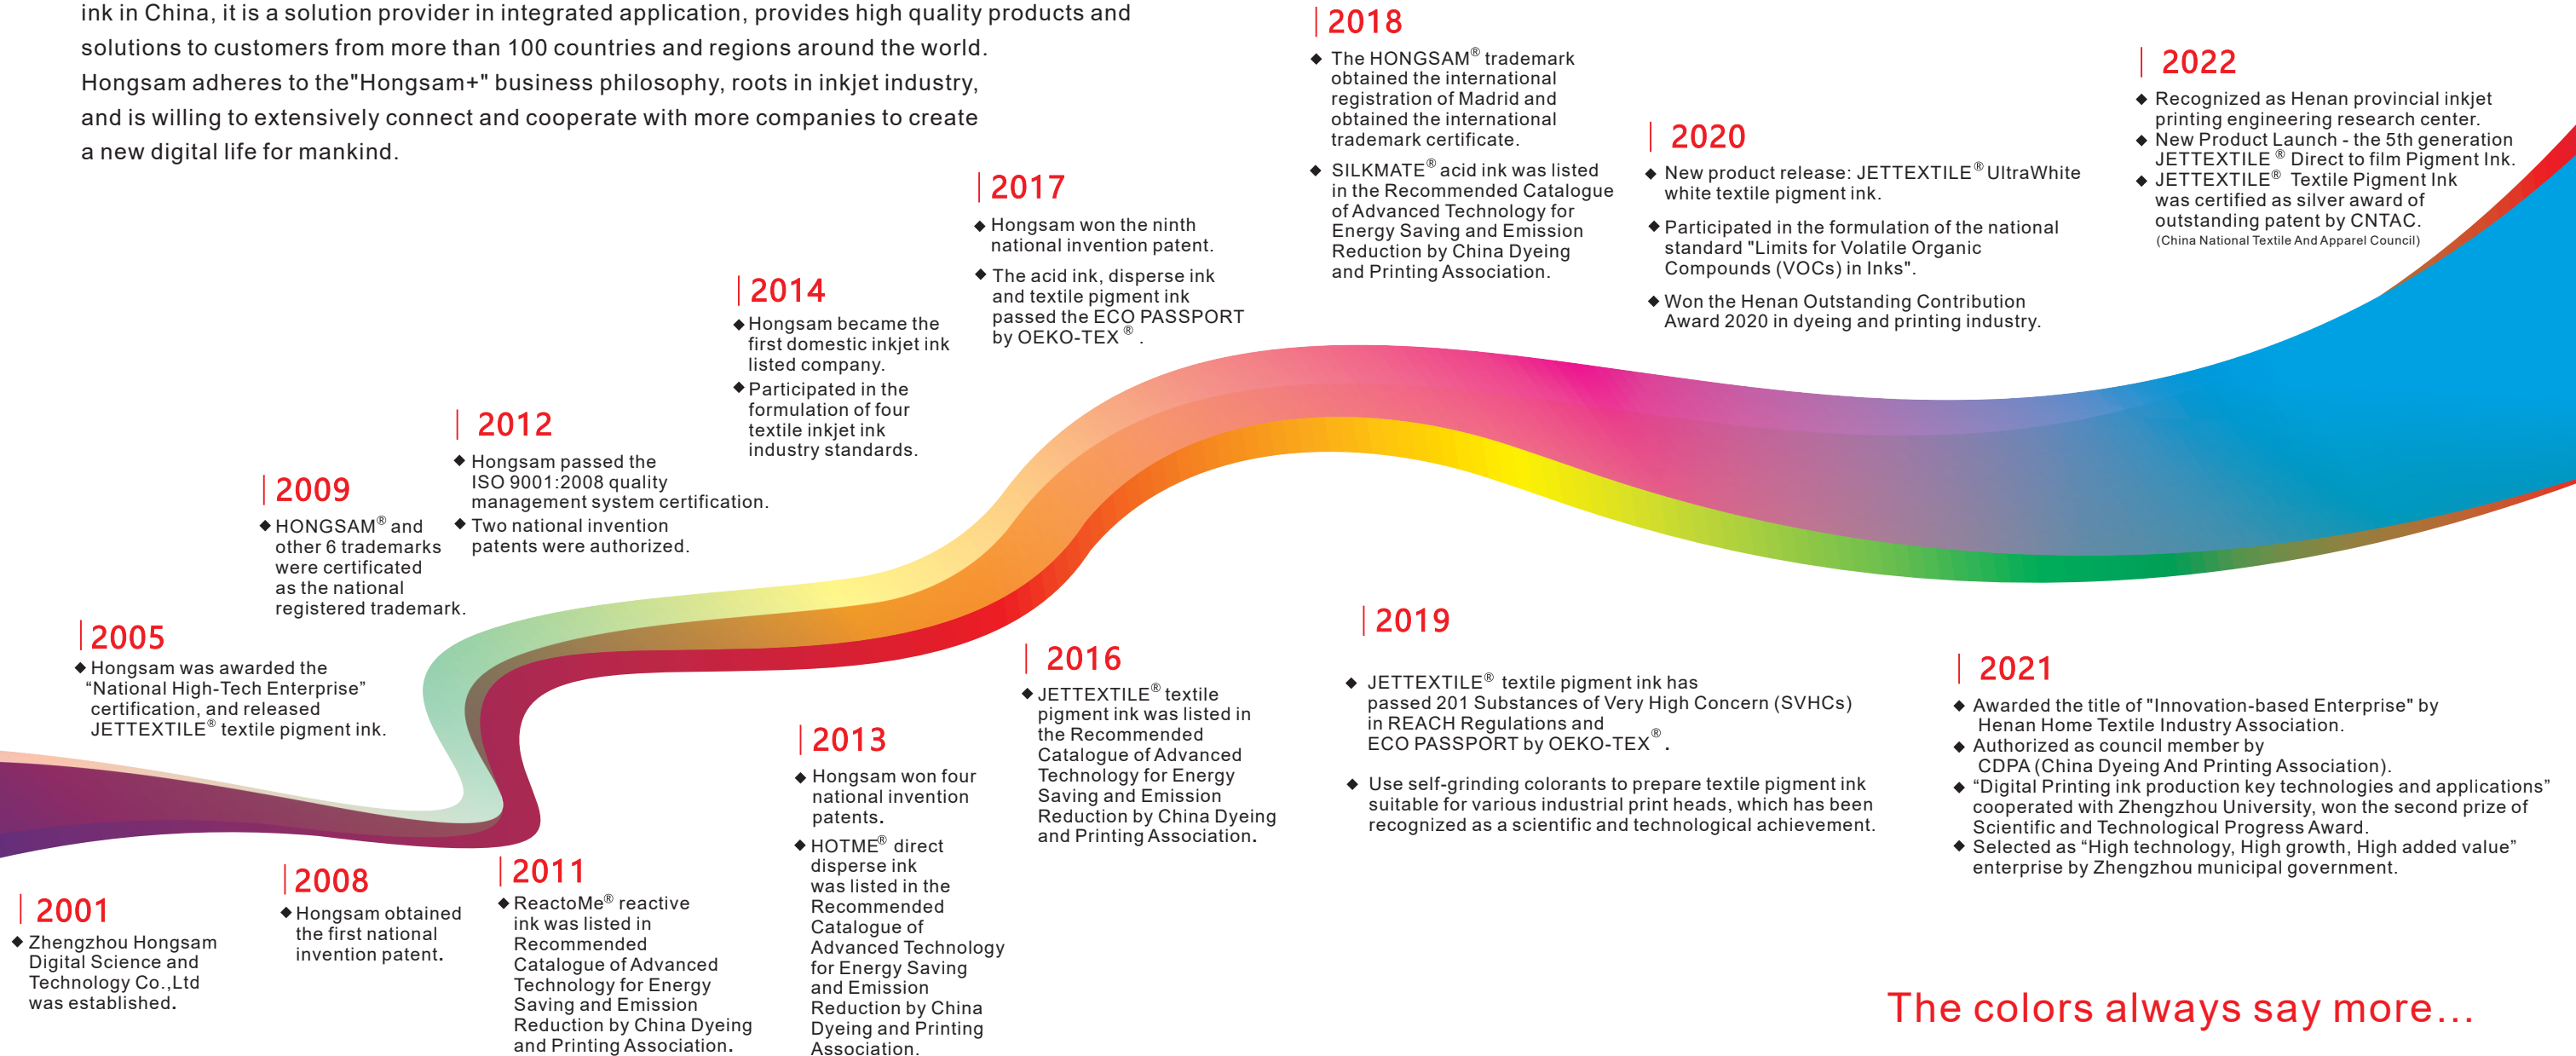 ink in China, it is a solution provider in integrated application, provides high quality products and
solutions to customers from more than 100 countries and regions around the world.
Hongsam adheres to the"Hongsam+" business philosophy, roots in inkjet industry,
and is willing to extensively connect and cooperate with more companies to create
a new digital life for mankind.
2001
◆ Zhengzhou Hongsam
Digital Science and
Technology Co.,Ltd
was established.
2005
◆ Hongsam was awarded the
“National High-Tech Enterprise”
certification, and released
JETTEXTILE® textile pigment ink.
2008
◆ Hongsam obtained
the first national
invention patent.
2009
◆ HONGSAM® and
other 6 trademarks
were certificated
as the national
registered trademark.
2011
◆ ReactoMe® reactive
ink was listed in
Recommended
Catalogue of Advanced
Technology for Energy
Saving and Emission
Reduction by China Dyeing
and Printing Association.
2012
◆ Hongsam passed the
ISO 9001:2008 quality
management system certification.
◆ Two national invention
patents were authorized.
2013
◆ Hongsam won four
national invention
patents.
◆ HOTME® direct
disperse ink
was listed in the
Recommended
Catalogue of
Advanced Technology
for Energy Saving
and Emission
Reduction by China
Dyeing and Printing
Association.
2014
◆ Hongsam became the
first domestic inkjet ink
listed company.
◆ Participated in the
formulation of four
textile inkjet ink
industry standards.
2016
◆ JETTEXTILE® textile
pigment ink was listed in
the Recommended
Catalogue of Advanced
Technology for Energy
Saving and Emission
Reduction by China Dyeing
and Printing Association.
2017
◆ Hongsam won the ninth
national invention patent.
◆ The acid ink, disperse ink
and textile pigment ink
passed the ECO PASSPORT
by OEKO-TEX ® .
2018
◆ The HONGSAM® trademark
obtained the international
registration of Madrid and
obtained the international
trademark certificate.
◆ SILKMATE® acid ink was listed
in the Recommended Catalogue
of Advanced Technology for
Energy Saving and Emission
Reduction by China Dyeing
and Printing Association.
2019
◆ JETTEXTILE® textile pigment ink has
passed 201 Substances of Very High Concern (SVHCs)
in REACH Regulations and
ECO PASSPORT by OEKO-TEX® .
◆ Use self-grinding colorants to prepare textile pigment ink
suitable for various industrial print heads, which has been
recognized as a scientific and technological achievement.
2020
◆ New product release: JETTEXTILE® UltraWhite
white textile pigment ink.
◆ Participated in the formulation of the national
standard "Limits for Volatile Organic
Compounds (VOCs) in Inks".
◆ Won the Henan Outstanding Contribution
Award 2020 in dyeing and printing industry.
2021
◆ Awarded the title of "Innovation-based Enterprise" by
Henan Home Textile Industry Association.
◆ Authorized as council member by
CDPA (China Dyeing And Printing Association).
◆ “Digital Printing ink production key technologies and applications”
cooperated with Zhengzhou University, won the second prize of
Scientific and Technological Progress Award.
◆ Selected as “High technology, High growth, High added value”
enterprise by Zhengzhou municipal government.
2022
◆ Recognized as Henan provincial inkjet
printing engineering research center.
◆ New Product Launch - the 5th generation
JETTEXTILE ® Direct to film Pigment Ink.
◆ JETTEXTILE® Textile Pigment Ink
was certified as silver award of
outstanding patent by CNTAC.
(China National Textile And Apparel Council)
The colors always say more...